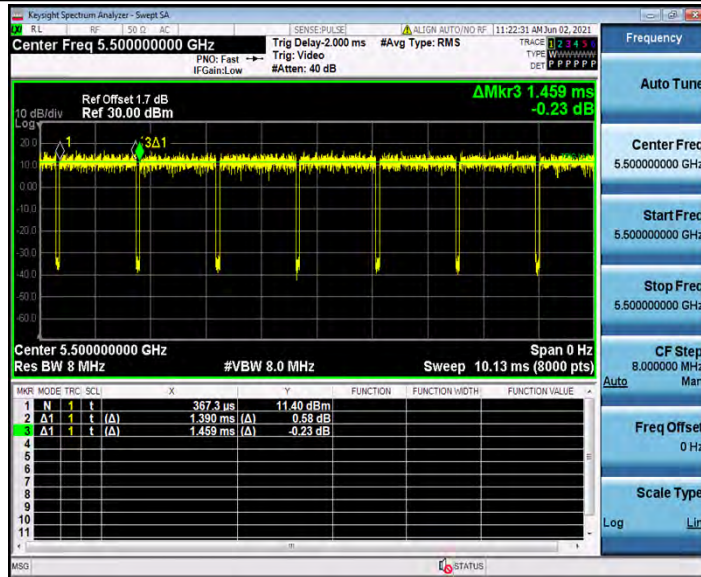 Keysight Spectrum Analyzer - Swept SA
RL RF 50 Ω AC SENSE:PULSE ALIGN AUTO/NO RF 11:22:31 AM Jun 02, 2021
Center Freq 5.500000000 GHz
PNO: Fast
IFGain:Low
Trig Delay-2.000 ms
Trig: Video
#Atten: 40 dB
#Avg Type: RMS
TRACE 1 2 3 4 5 6
TYPE WWWWWW
DET P P P P P P
ΔMkr3 1.459 ms
-0.23 dB
Ref Offset 1.7 dB
10 dB/div Ref 30.00 dBm
Log
1
3Δ1
20.0
10.0
0.00
-10.0
-20.0
-30.0
-40.0
-50.0
-60.0
Center 5.500000000 GHz Span 0 Hz
Res BW 8 MHz #VBW 8.0 MHz Sweep 10.13 ms (8000 pts)
MKR MODE TRC SCL X Y FUNCTION FUNCTION WIDTH FUNCTION VALUE
1 N 1 t 367.3 µs 11.40 dBm
2 Δ1 1 t (Δ) 1.390 ms (Δ) 0.58 dB
3 Δ1 1 t (Δ) 1.459 ms (Δ) -0.23 dB
4
5
6
7
8
9
10
11
MSG STATUS
Frequency
Auto Tune
Center Freq
5.500000000 GHz
Start Freq
5.500000000 GHz
Stop Freq
5.500000000 GHz
CF Step
8.000000 MHz
Auto Man
Freq Offset
0 Hz
Scale Type
Log Lin